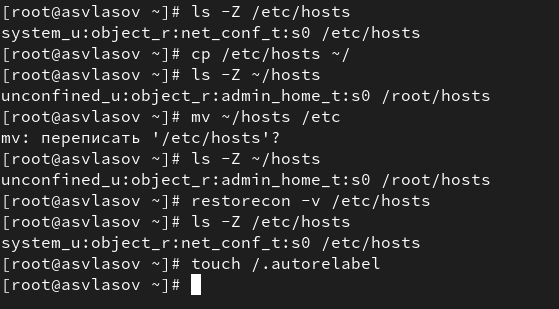 [root@asvlasov ~]# ls -Z /etc/hosts
system_u:object_r:net_conf_t:s0 /etc/hosts
[root@asvlasov ~]# cp /etc/hosts ~/
[root@asvlasov ~]# ls -Z ~/hosts
unconfined_u:object_r:admin_home_t:s0 /root/hosts
[root@asvlasov ~]# mv ~/hosts /etc
mv: переписать '/etc/hosts'?
[root@asvlasov ~]# ls -Z ~/hosts
unconfined_u:object_r:admin_home_t:s0 /root/hosts
[root@asvlasov ~]# restorecon -v /etc/hosts
[root@asvlasov ~]# ls -Z /etc/hosts
system_u:object_r:net_conf_t:s0 /etc/hosts
[root@asvlasov ~]# touch /.autorelabel
[root@asvlasov ~]#